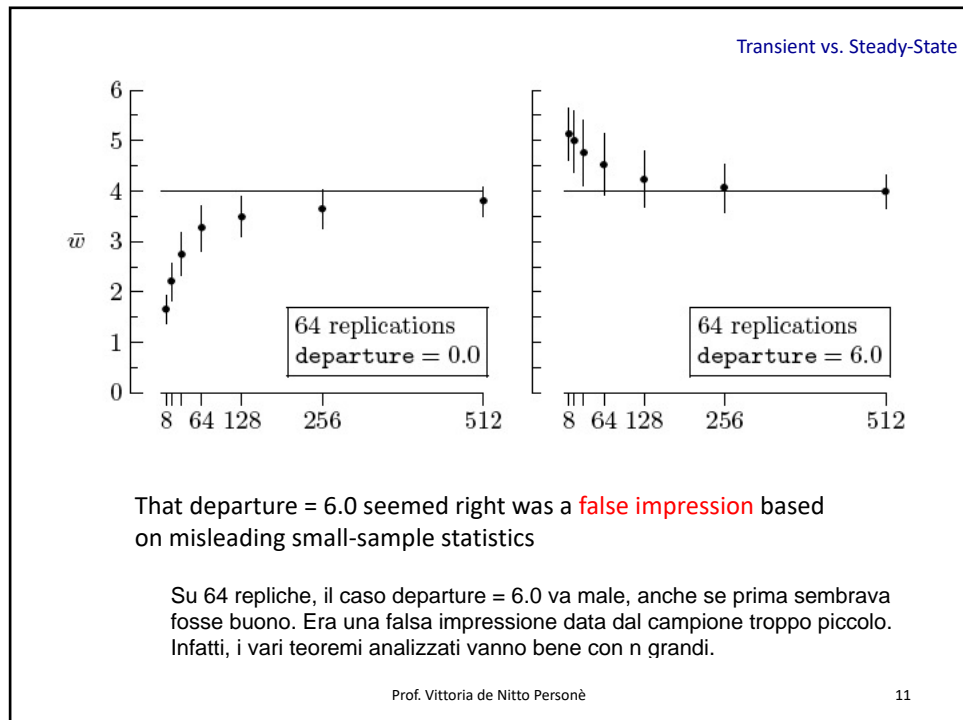 Transient vs. Steady-State
6
5
4
3
2
1
0
w̄
64 replications
departure = 0.0
8 64 128 256 512
64 replications
departure = 6.0
8 64 128 256 512
That departure = 6.0 seemed right was a false impression based
on misleading small-sample statistics
Su 64 repliche, il caso departure = 6.0 va male, anche se prima sembrava
fosse buono. Era una falsa impressione data dal campione troppo piccolo.
Infatti, i vari teoremi analizzati vanno bene con n grandi.
Prof. Vittoria de Nitto Personè 11